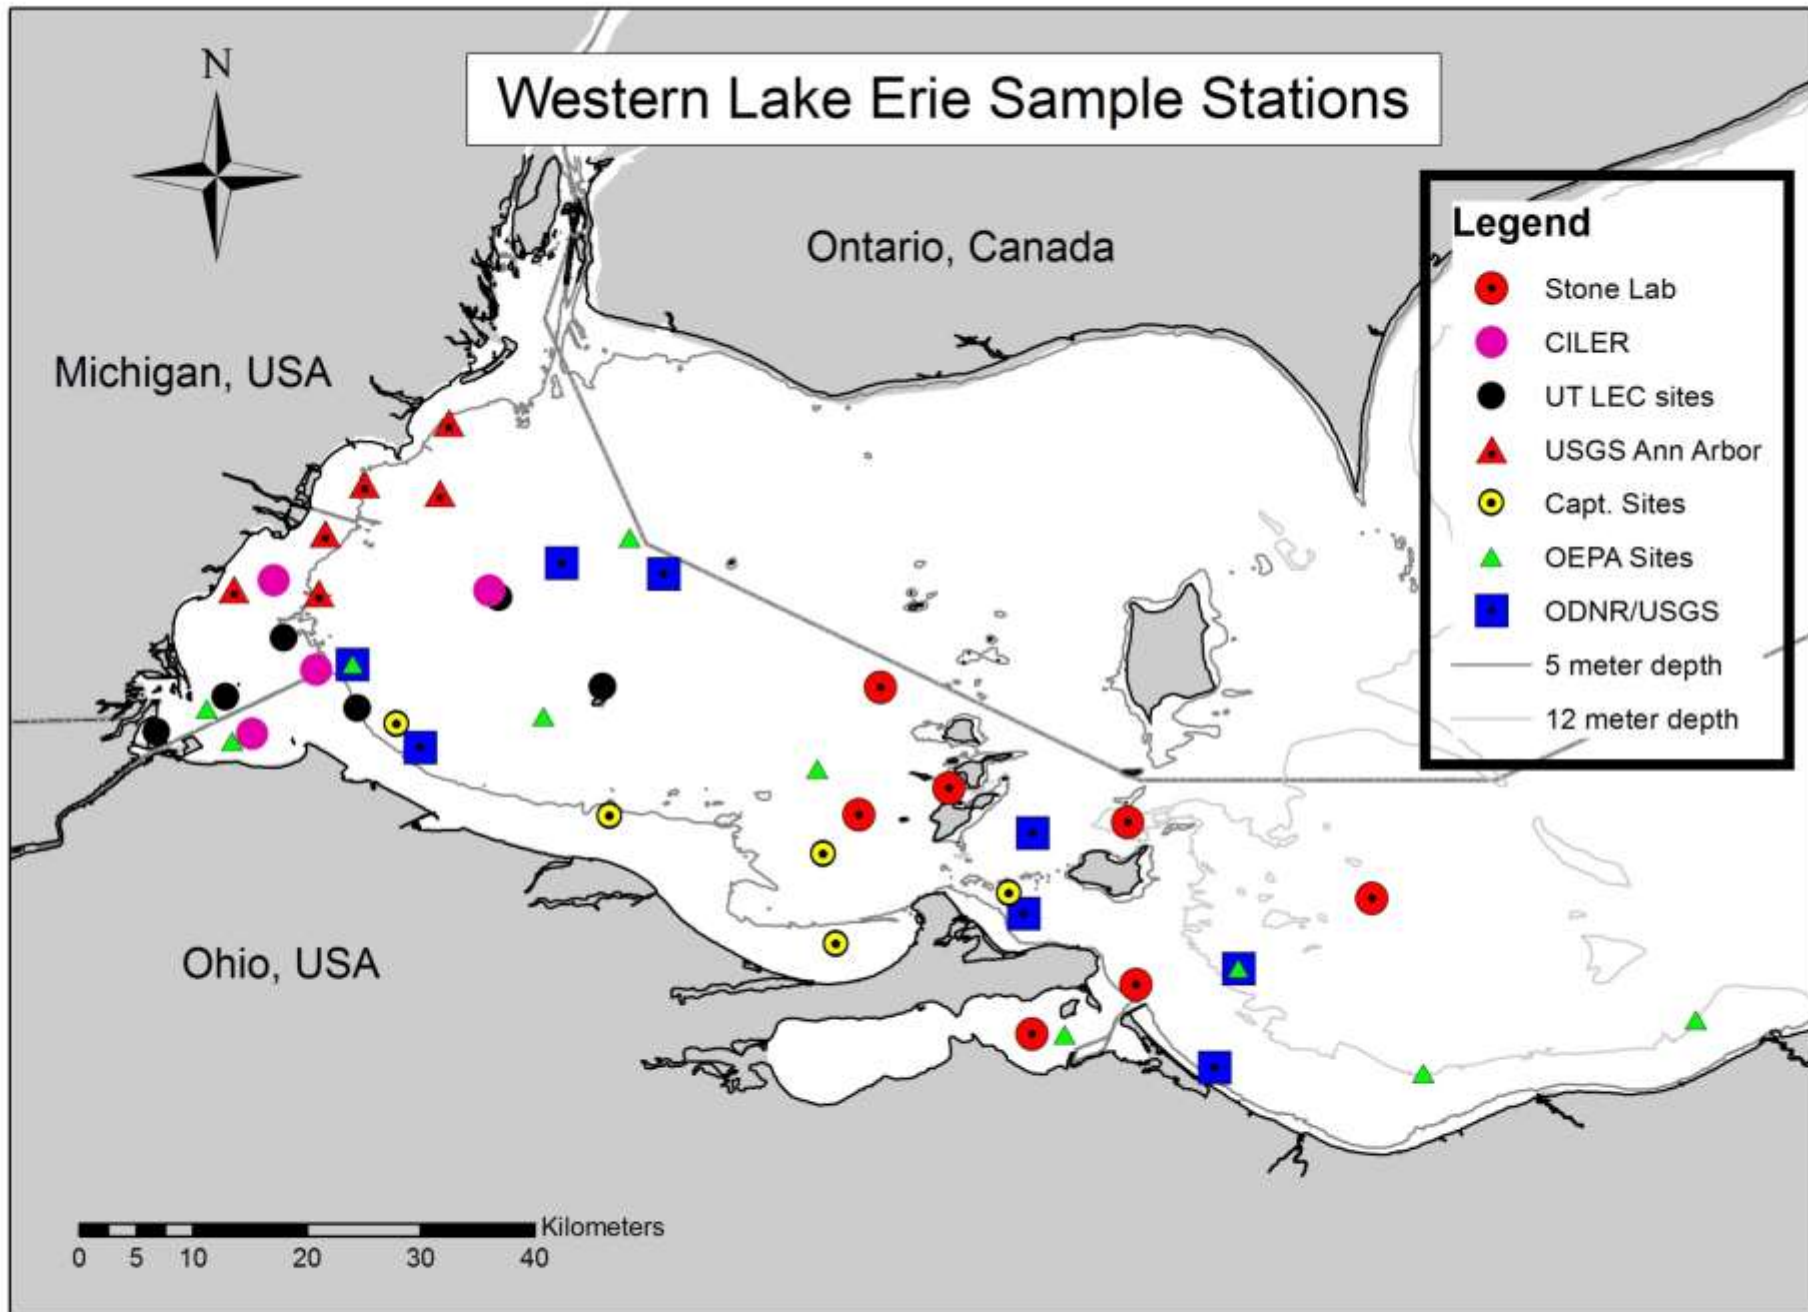 N
Western Lake Erie Sample Stations
Ontario, Canada
Michigan, USA
Ohio, USA
Legend
Stone Lab
CILER
UT LEC sites
USGS Ann Arbor
Capt. Sites
OEPA Sites
ODNR/USGS
5 meter depth
12 meter depth
Kilometers
0 5 10 20 30 40